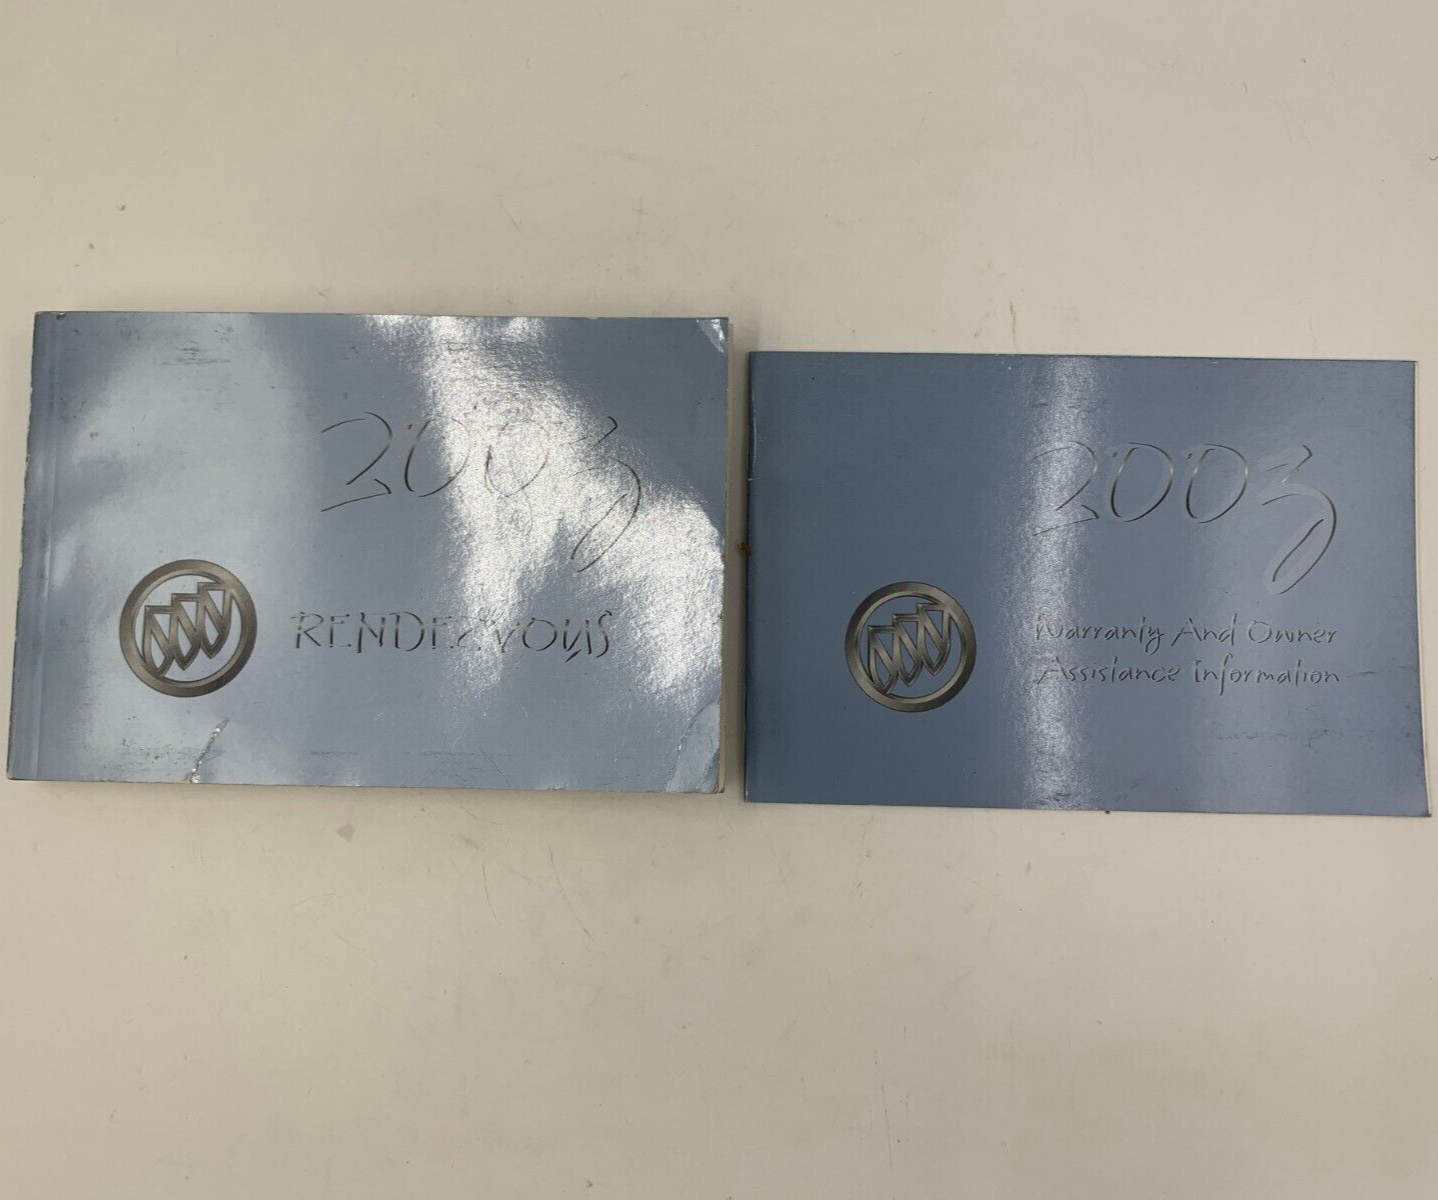 2003
RENDEZVOUS
2003
Warranty And Owner
Assistance Information